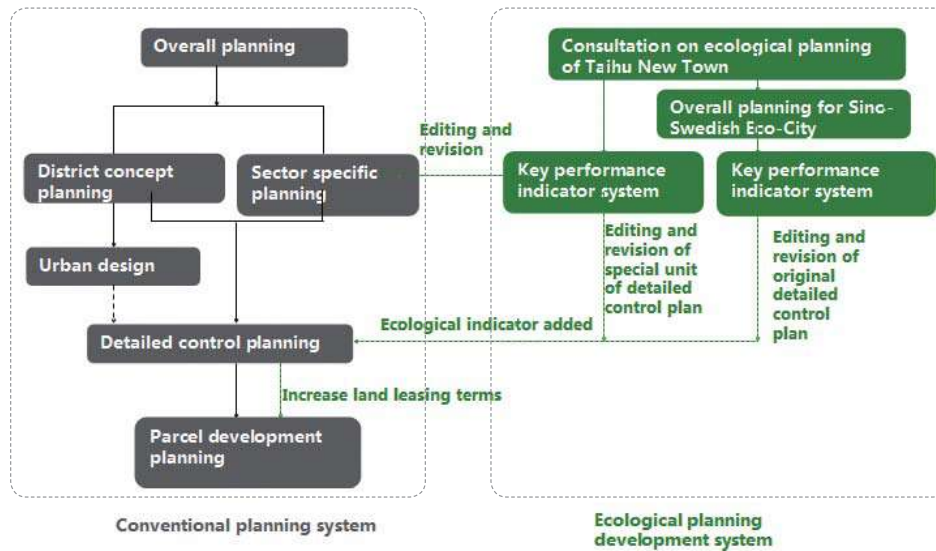 Overall planning
District concept
planning
Sector specific
planning
Urban design
Detailed control planning
Increase land leasing terms
Parcel development
planning
Conventional planning system
Editing and
revision
Ecological indicator added
Consultation on ecological planning
of Taihu New Town
Overall planning for Sino-
Swedish Eco-City
Key performance
indicator system
Key performance
indicator system
Editing and
revision of
special unit
of detailed
control plan
Editing and
revision of
original
detailed
control
plan
Ecological planning
development system